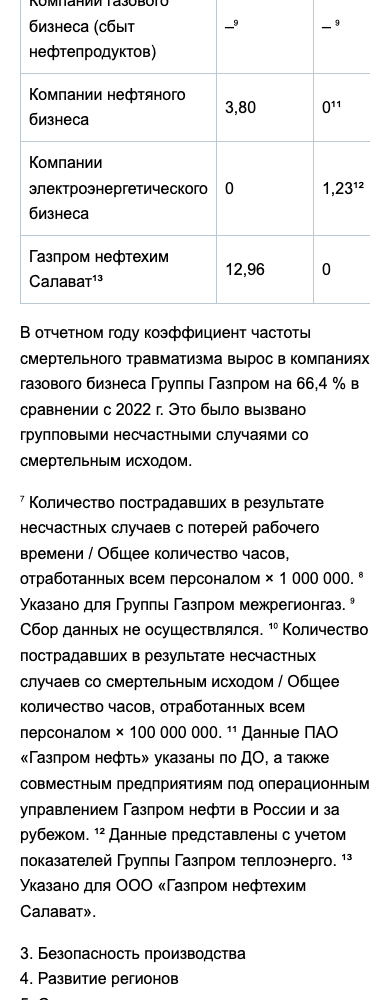 Компании газового
бизнеса (сбыт
нефтепродуктов)
–⁹
– ⁹
Компании нефтяного
бизнеса
3,80
0¹¹
Компании
электроэнергетического
бизнеса
0
1,23¹²
Газпром нефтехим
Салават¹³
12,96
0
В отчетном году коэффициент частоты
смертельного травматизма вырос в компаниях
газового бизнеса Группы Газпром на 66,4 % в
сравнении с 2022 г. Это было вызвано
групповыми несчастными случаями со
смертельным исходом.
⁷ Количество пострадавших в результате
несчастных случаев с потерей рабочего
времени / Общее количество часов,
отработанных всем персоналом × 1 000 000. ⁸
Указано для Группы Газпром межрегионгаз. ⁹
Сбор данных не осуществлялся. ¹⁰ Количество
пострадавших в результате несчастных
случаев со смертельным исходом / Общее
количество часов, отработанных всем
персоналом × 100 000 000. ¹¹ Данные ПАО
«Газпром нефть» указаны по ДО, а также
совместным предприятиям под операционным
управлением Газпром нефти в России и за
рубежом. ¹² Данные представлены с учетом
показателей Группы Газпром теплоэнерго. ¹³
Указано для ООО «Газпром нефтехим
Салават».
3. Безопасность производства
4. Развитие регионов